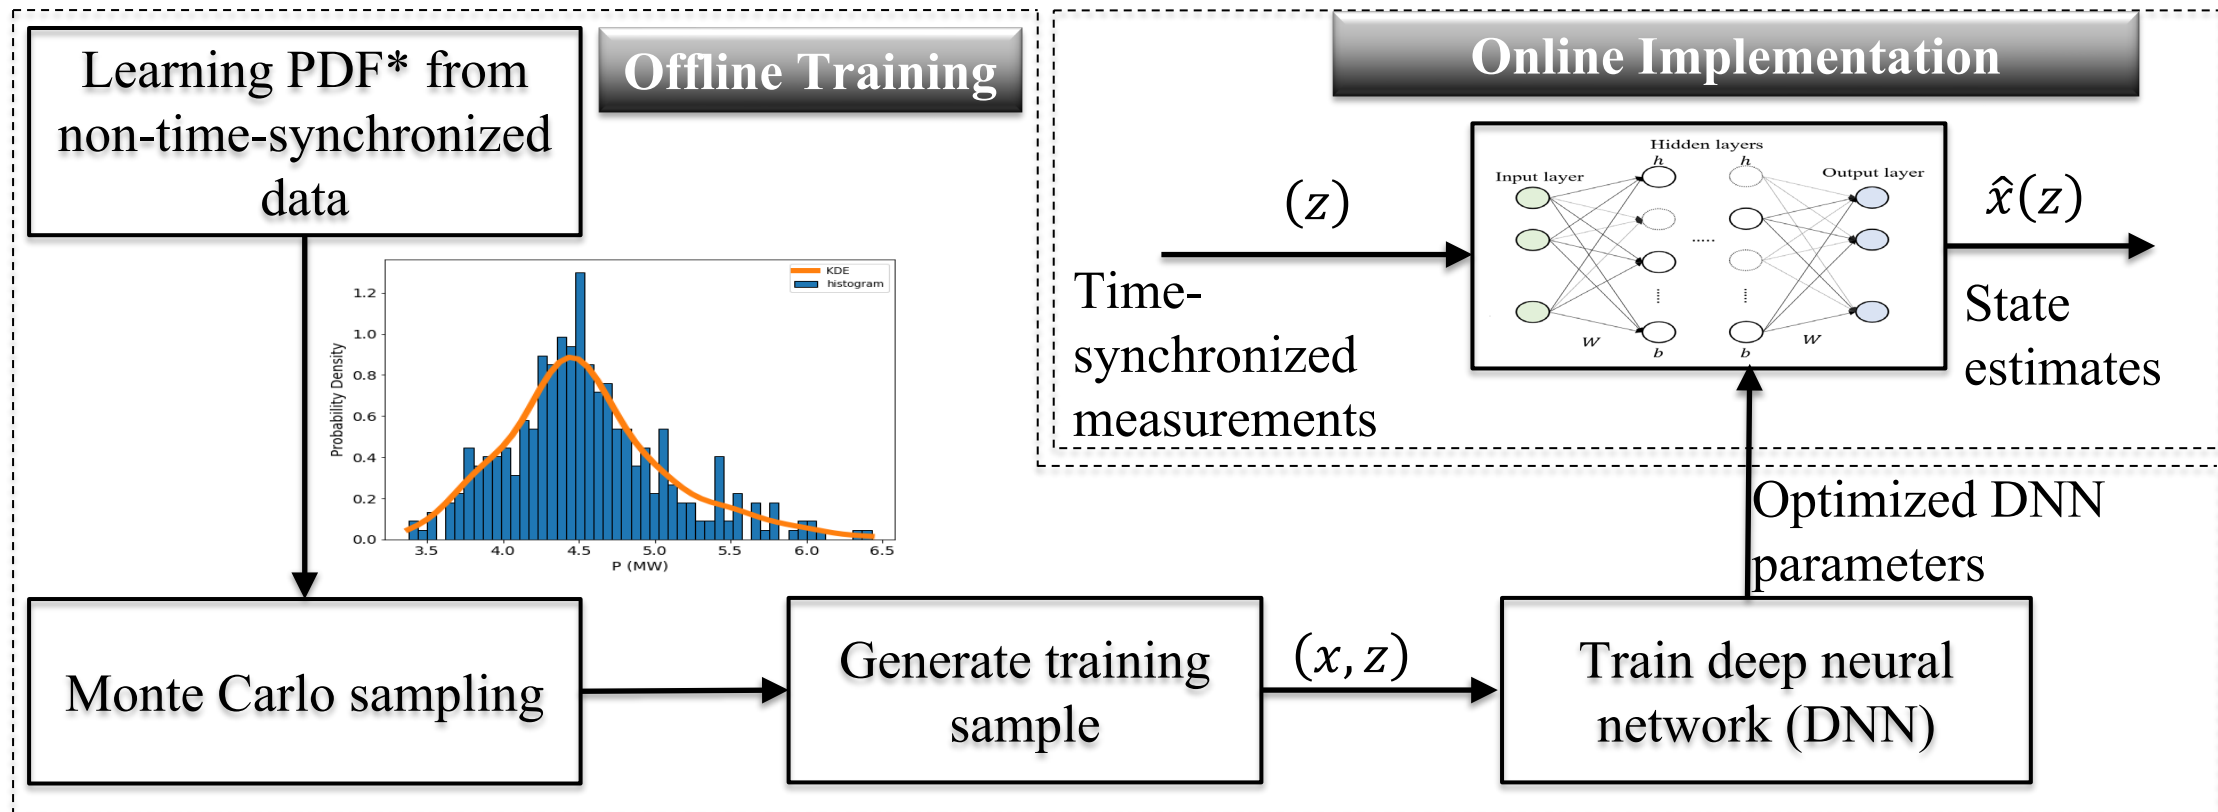 Learning PDF* from
non-time-synchronized
data
Offline Training
Online Implementation
Hidden layers
h
h
Input layer
Output layer
.....
W
b
b
W
(z)
Time-
synchronized
measurements
x̂(z)
State
estimates
KDE
histogram
Probability Density
1.2
1.0
0.8
0.6
0.4
0.2
0.0
3.5 4.0 4.5 5.0 5.5 6.0 6.5
P (MW)
Optimized DNN
parameters
Monte Carlo sampling
Generate training
sample
(x, z)
Train deep neural
network (DNN)